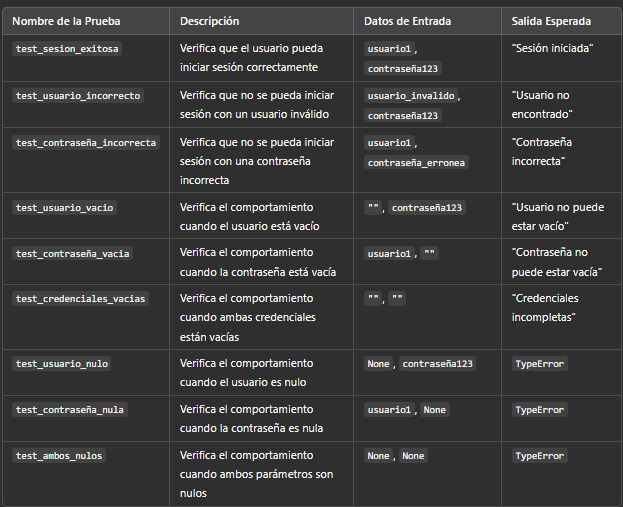 Nombre de la Prueba Descripción Datos de Entrada Salida Esperada
test_sesion_exitosa Verifica que el usuario pueda usuario1, "Sesión iniciada"
iniciar sesión correctamente contraseña123
test_usuario_incorrecto Verifica que no se pueda iniciar usuario_invalido, "Usuario no
sesión con un usuario inválido contraseña123 encontrado"
test_contraseña_incorrecta Verifica que no se pueda iniciar usuario1, "Contraseña
sesión con una contraseña contraseña_erronea incorrecta"
incorrecta
test_usuario_vacio Verifica el comportamiento "", contraseña123 "Usuario no puede
cuando el usuario está vacío estar vacío"
test_contraseña_vacia Verifica el comportamiento usuario1, "" "Contraseña no
cuando la contraseña está vacía puede estar vacía"
test_credenciales_vacias Verifica el comportamiento "", "" "Credenciales
cuando ambas credenciales incompletas"
están vacías
test_usuario_nulo Verifica el comportamiento None, contraseña123 TypeError
cuando el usuario es nulo
test_contraseña_nula Verifica el comportamiento usuario1, None TypeError
cuando la contraseña es nula
test_ambos_nulos Verifica el comportamiento None, None TypeError
cuando ambos parámetros son
nulos